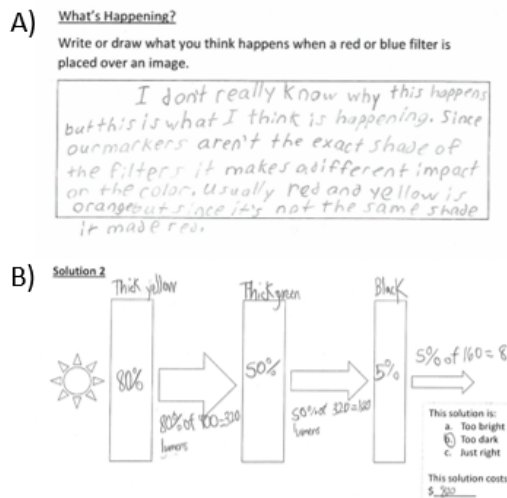 A)
What's Happening?
Write or draw what you think happens when a red or blue filter is
placed over an image.
I don't really know why this happens
but this is what I think is happening. Since
our markers aren't the exact shade of
the filters it makes a different impact
on the color. Usually red and yellow is
orange but since it's not the same shade
it made red.
B)
Solution 2
Thick yellow
Thick green
Black
80%
50%
5%
5% of 160 = 8
80% of 400=320
lumens
50% of 320=160
lumens
This solution is:
a. Too bright
b. Too dark
c. Just right
This solution costs
$